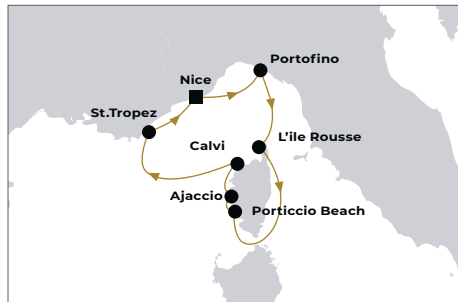 Portofino
Nice
St.Tropez
L'ile Rousse
Calvi
Ajaccio
Porticcio Beach